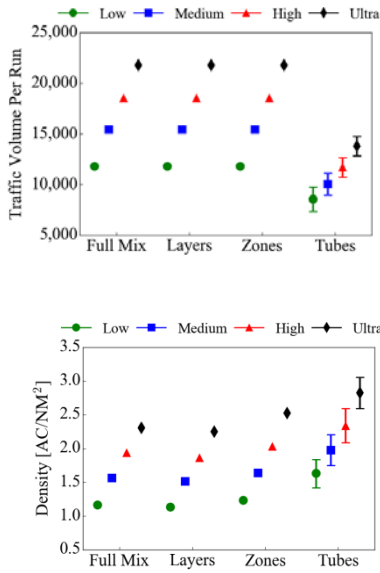 Low Medium High Ultra
Traffic Volume Per Run
25,000
20,000
15,000
10,000
5,000
Full Mix Layers Zones Tubes
Low Medium High Ultra
Density [AC/NM²]
3.5
3.0
2.5
2.0
1.5
1.0
0.5
Full Mix Layers Zones Tubes